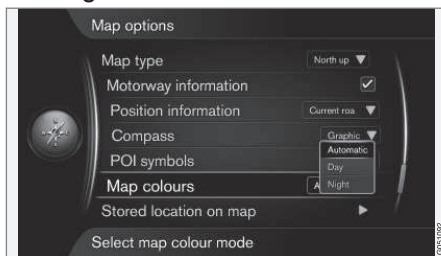 Map options
Map type North up
Motorway information
Position information Current roa
Compass Graphic
POI symbols Automatic
Day
Map colours A Night
Stored location on map
Select map colour mode
G051092